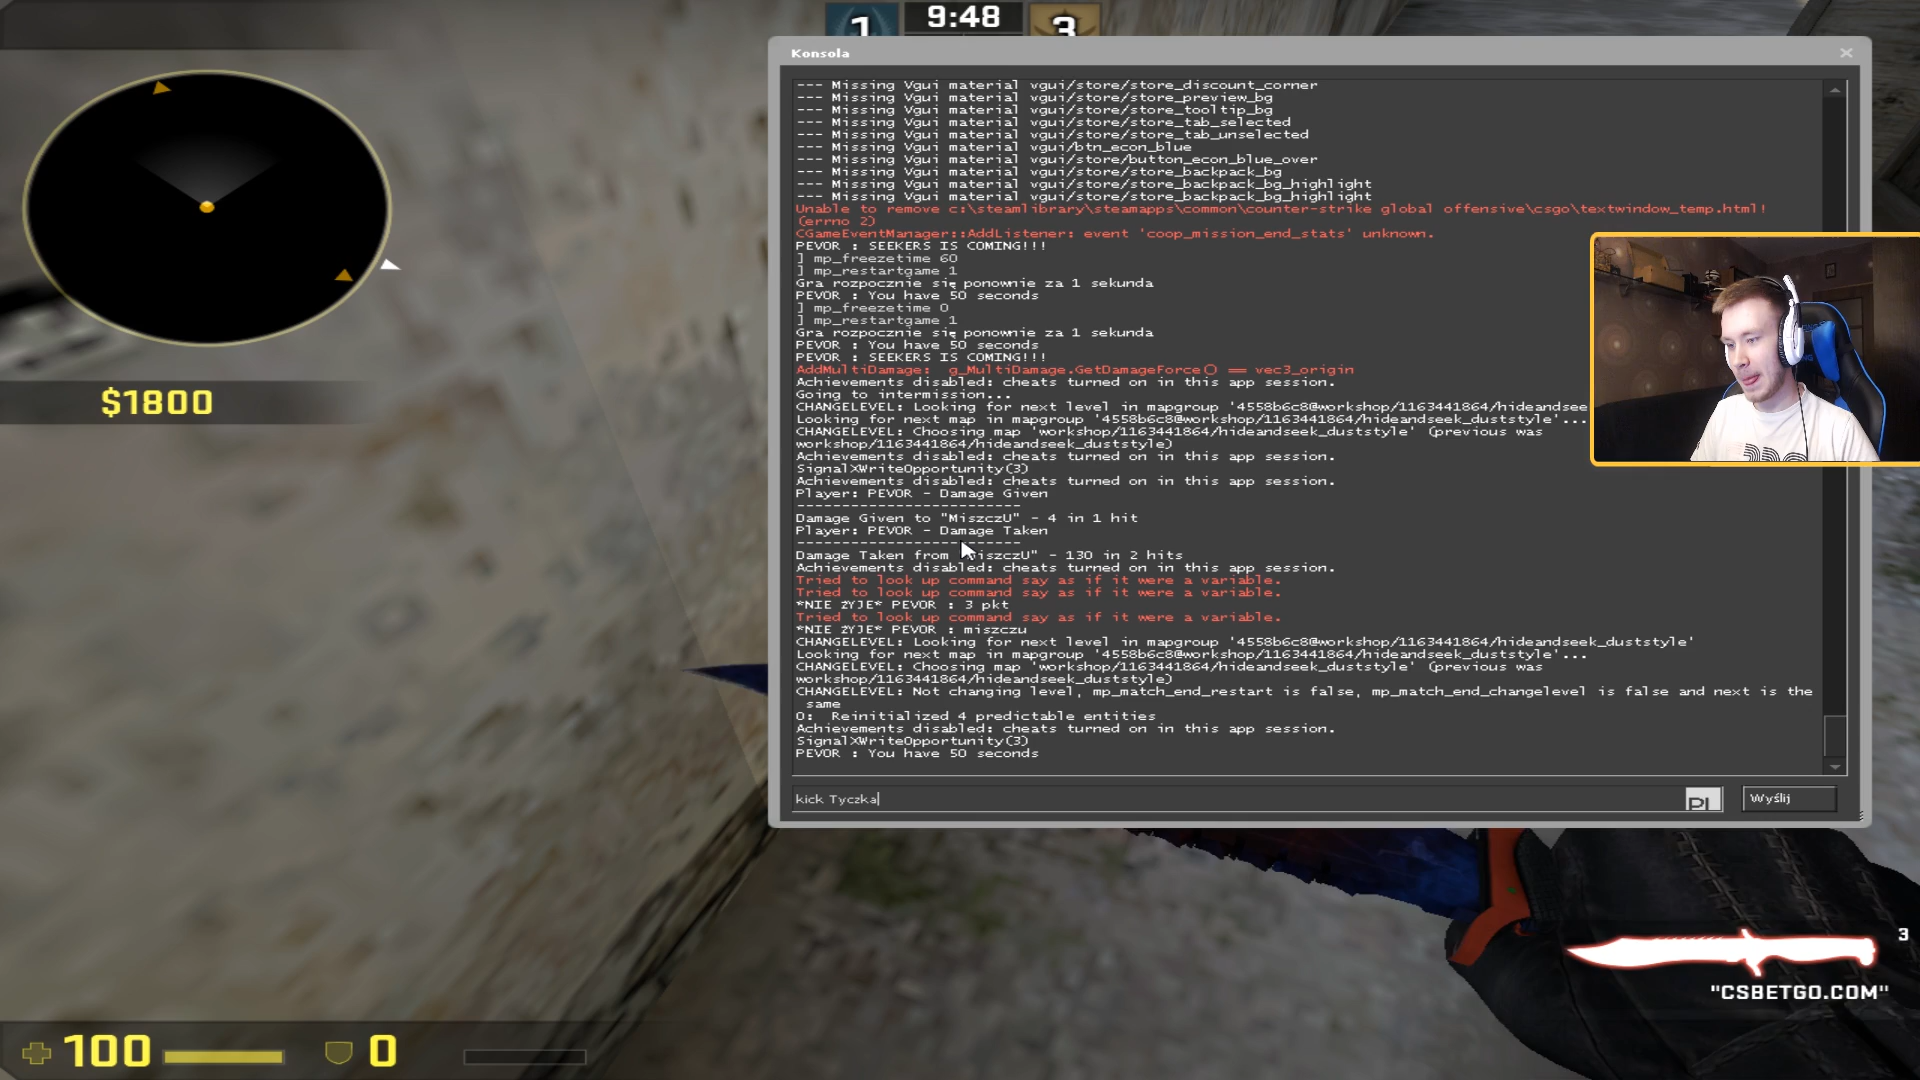 1
9:48
3
Konsola
--- Missing Vgui material vgui/store/store_discount_corner
--- Missing Vgui material vgui/store/store_preview_bg
--- Missing Vgui material vgui/store/store_tooltip_bg
--- Missing Vgui material vgui/store/store_tab_selected
--- Missing Vgui material vgui/store/store_tab_unselected
--- Missing Vgui material vgui/btn_econ_blue
--- Missing Vgui material vgui/store/button_econ_blue_over
--- Missing Vgui material vgui/store/store_backpack_bg
--- Missing Vgui material vgui/store/store_backpack_bg_highlight
--- Missing Vgui material vgui/store/store_backpack_bg_highlight
Unable to remove c:\steamlibrary\steamapps\common\counter-strike global offensive\csgo\textwindow_temp.html!
(errno 2)
CGameEventManager::AddListener: event 'coop_mission_end_stats' unknown.
PEVOR : SEEKERS IS COMING!!!
] mp_freezetime 60
] mp_restartgame 1
Gra rozpocznie się ponownie za 1 sekunda
PEVOR : You have 50 seconds
] mp_freezetime 0
] mp_restartgame 1
Gra rozpocznie się ponownie za 1 sekunda
PEVOR : You have 50 seconds
PEVOR : SEEKERS IS COMING!!!
AddMultiDamage:  g_MultiDamage.GetDamageForce() == vec3_origin
Achievements disabled: cheats turned on in this app session.
Going to intermission...
CHANGELEVEL: Looking for next level in mapgroup '4558b6c8@workshop/1163441864/hideandsee
Looking for next map in mapgroup '4558b6c8@workshop/1163441864/hideandseek_duststyle'...
CHANGELEVEL: Choosing map 'workshop/1163441864/hideandseek_duststyle' (previous was
workshop/1163441864/hideandseek_duststyle)
Achievements disabled: cheats turned on in this app session.
SignalXWriteOpportunity(3)
Achievements disabled: cheats turned on in this app session.
Player: PEVOR - Damage Given
-------------------------
Damage Given to "MiszczU" - 4 in 1 hit
Player: PEVOR - Damage Taken
-------------------------
Damage Taken from "MiszczU" - 130 in 2 hits
Achievements disabled: cheats turned on in this app session.
Tried to look up command say as if it were a variable.
Tried to look up command say as if it were a variable.
*NIE ŻYJE* PEVOR : 3 pkt
Tried to look up command say as if it were a variable.
*NIE ŻYJE* PEVOR : miszczu
CHANGELEVEL: Looking for next level in mapgroup '4558b6c8@workshop/1163441864/hideandseek_duststyle'
Looking for next map in mapgroup '4558b6c8@workshop/1163441864/hideandseek_duststyle'...
CHANGELEVEL: Choosing map 'workshop/1163441864/hideandseek_duststyle' (previous was
workshop/1163441864/hideandseek_duststyle)
CHANGELEVEL: Not changing level, mp_match_end_restart is false, mp_match_end_changelevel is false and next is the
same
0:  Reinitialized 4 predictable entities
Achievements disabled: cheats turned on in this app session.
SignalXWriteOpportunity(3)
PEVOR : You have 50 seconds
kick Tyczka
PL
Wyślij
$1800
3
"CSBETGO.COM"
100
0